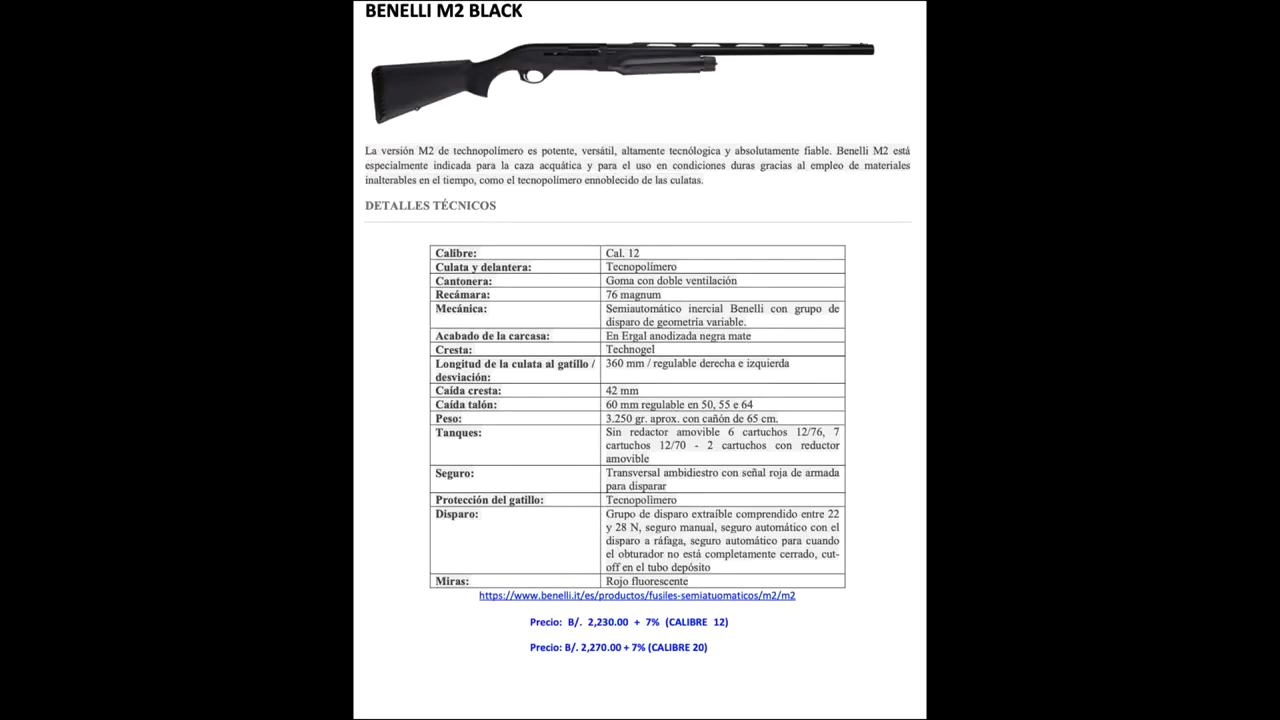 BENELLI M2 BLACK
La versión M2 de technopolímero es potente, versátil, altamente tecnólogica y absolutamente fiable. Benelli M2 está
especialmente indicada para la caza acquática y para el uso en condiciones duras gracias al empleo de materiales
inalterables en el tiempo, como el tecnopolímero ennoblecido de las culatas.
DETALLES TÉCNICOS
Calibre: Cal. 12
Culata y delantera: Tecnopolímero
Cantonera: Goma con doble ventilación
Recámara: 76 magnum
Mecánica: Semiautomático inercial Benelli con grupo de
disparo de geometría variable.
Acabado de la carcasa: En Ergal anodizada negra mate
Cresta: Technogel
Longitud de la culata al gatillo / 360 mm / regulable derecha e izquierda
desviación:
Caída cresta: 42 mm
Caída talón: 60 mm regulable en 50, 55 e 64
Peso: 3.250 gr. aprox. con cañón de 65 cm.
Tanques: Sin redactor amovible 6 cartuchos 12/76, 7
cartuchos 12/70 - 2 cartuchos con reductor
amovible
Seguro: Transversal ambidiestro con señal roja de armada
para disparar
Protección del gatillo: Tecnopolìmero
Disparo: Grupo de disparo extraíble comprendido entre 22
y 28 N, seguro manual, seguro automático con el
disparo a ráfaga, seguro automático para cuando
el obturador no está completamente cerrado, cut-
off en el tubo depósito
Miras: Rojo fluorescente
https://www.benelli.it/es/productos/fusiles-semiatuomaticos/m2/m2
Precio: B/. 2,230.00 + 7% (CALIBRE 12)
Precio: B/. 2,270.00 + 7% (CALIBRE 20)